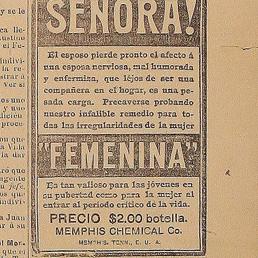 SEÑORA!
El esposo pierde pronto el afecto á
una esposa nerviosa, mal humorada
y enfermiza, que léjos de ser una
compañera en el hogar, es una pe-
sada carga. Precaverse probando
nuestro infalible remedio para to-
das las irregularidades de la mujer
"FEMENINA"
Es tan valioso para las jóvenes en
su pubertad como para la mujer al
entrar al periodo crítico de la vida.
PRECIO $2.00 botella.
MEMPHIS CHEMICAL Co.
MEMPHIS, TENN., E. U. A.